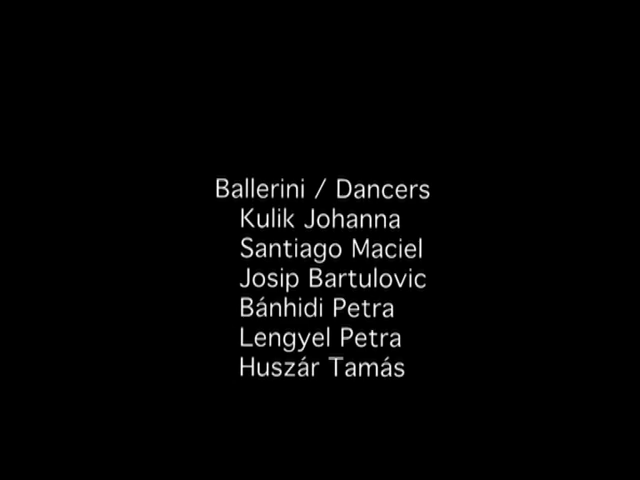 Ballerini / Dancers
Kulik Johanna
Santiago Maciel
Josip Bartulovic
Bánhidi Petra
Lengyel Petra
Huszár Tamás